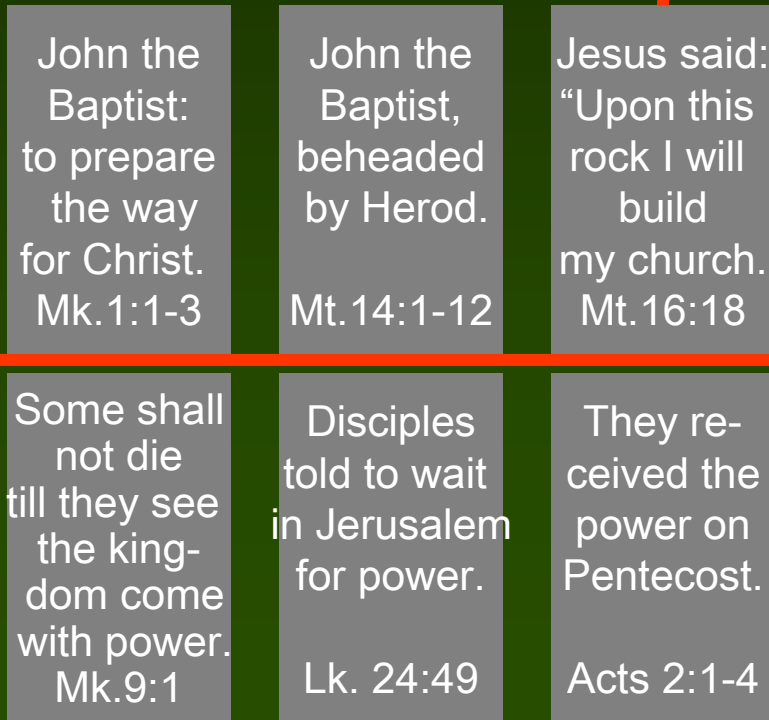 John the
Baptist:
to prepare
the way
for Christ.
Mk.1:1-3
John the
Baptist,
beheaded
by Herod.
Mt.14:1-12
Jesus said:
“Upon this
rock I will
build
my church.
Mt.16:18
Some shall
not die
till they see
the king-
dom come
with power.
Mk.9:1
Disciples
told to wait
in Jerusalem
for power.
Lk. 24:49
They re-
ceived the
power on
Pentecost.
Acts 2:1-4